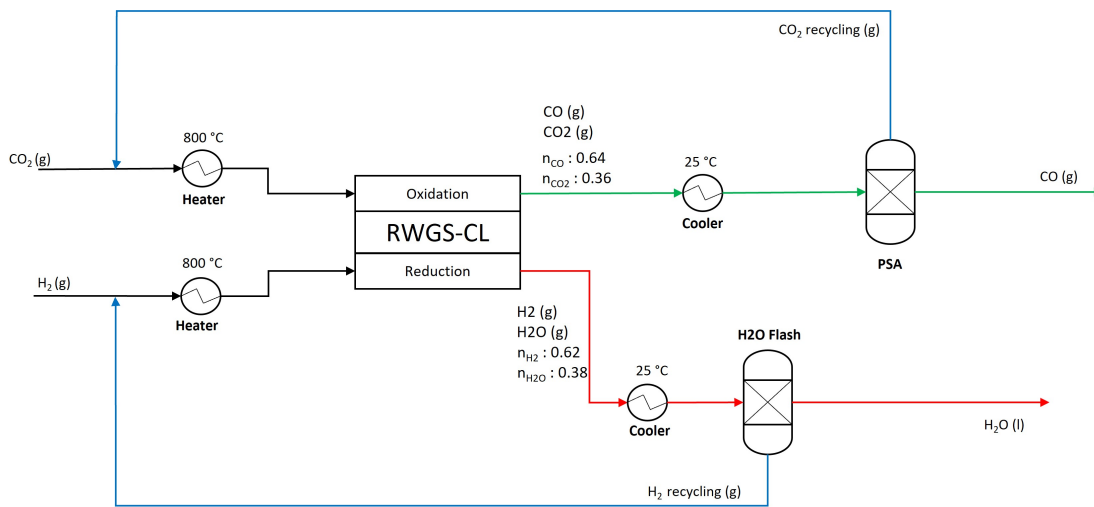 CO₂ recycling (g)
CO (g)
CO2 (g)
n_CO : 0.64
n_CO2 : 0.36
800 °C
CO₂ (g)
Heater
25 °C
Cooler
CO (g)
PSA
Oxidation
RWGS-CL
Reduction
800 °C
H₂ (g)
Heater
H2 (g)
H2O (g)
n_H2 : 0.62
n_H2O : 0.38
H2O Flash
25 °C
Cooler
H₂O (l)
H₂ recycling (g)